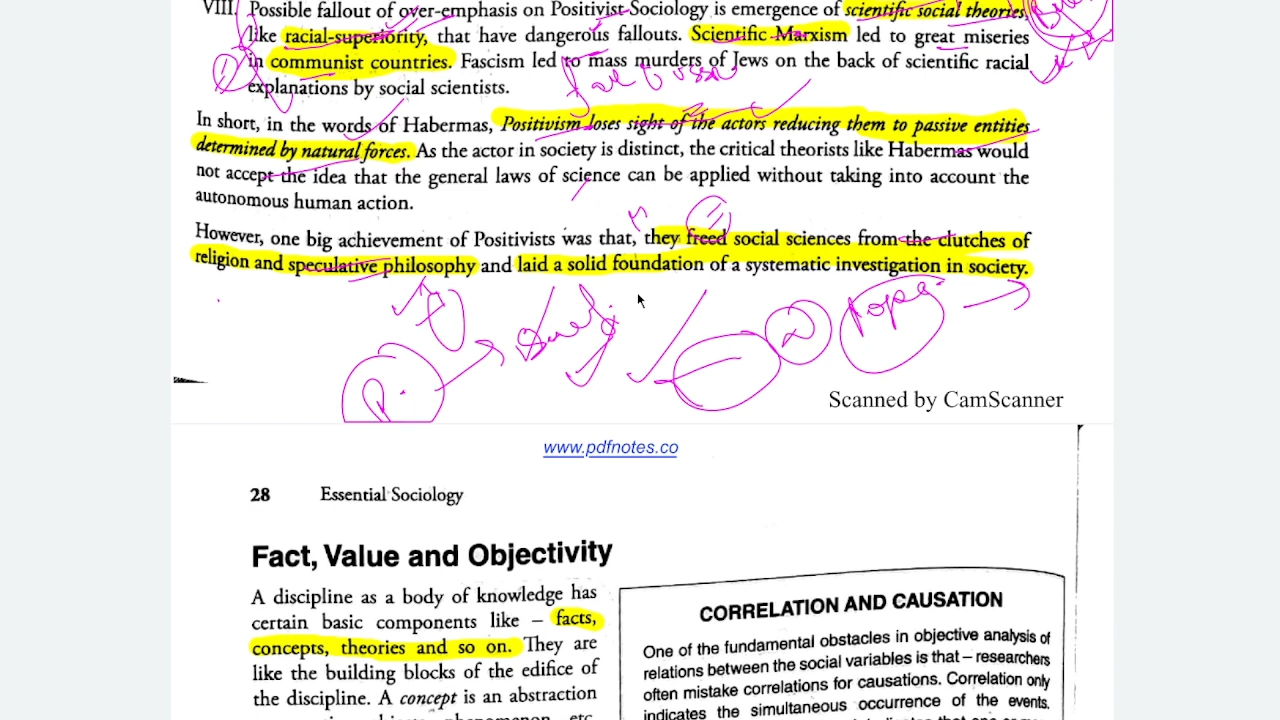 VIII. Possible fallout of over-emphasis on Positivist Sociology is emergence of scientific social theories,
like racial-superiority, that have dangerous fallouts. Scientific Marxism led to great miseries
in communist countries. Fascism led to mass murders of Jews on the back of scientific racial
explanations by social scientists.
In short, in the words of Habermas, Positivism loses sight of the actors reducing them to passive entities
determined by natural forces. As the actor in society is distinct, the critical theorists like Habermas would
not accept the idea that the general laws of science can be applied without taking into account the
autonomous human action.
However, one big achievement of Positivists was that, they freed social sciences from the clutches of
religion and speculative philosophy and laid a solid foundation of a systematic investigation in society.
Scanned by CamScanner
www.pdfnotes.co
28 Essential Sociology
Fact, Value and Objectivity
A discipline as a body of knowledge has
certain basic components like – facts,
concepts, theories and so on. They are
like the building blocks of the edifice of
the discipline. A concept is an abstraction
CORRELATION AND CAUSATION
One of the fundamental obstacles in objective analysis of
relations between the social variables is that – researchers
often mistake correlations for causations. Correlation only
indicates the simultaneous occurrence of the events.